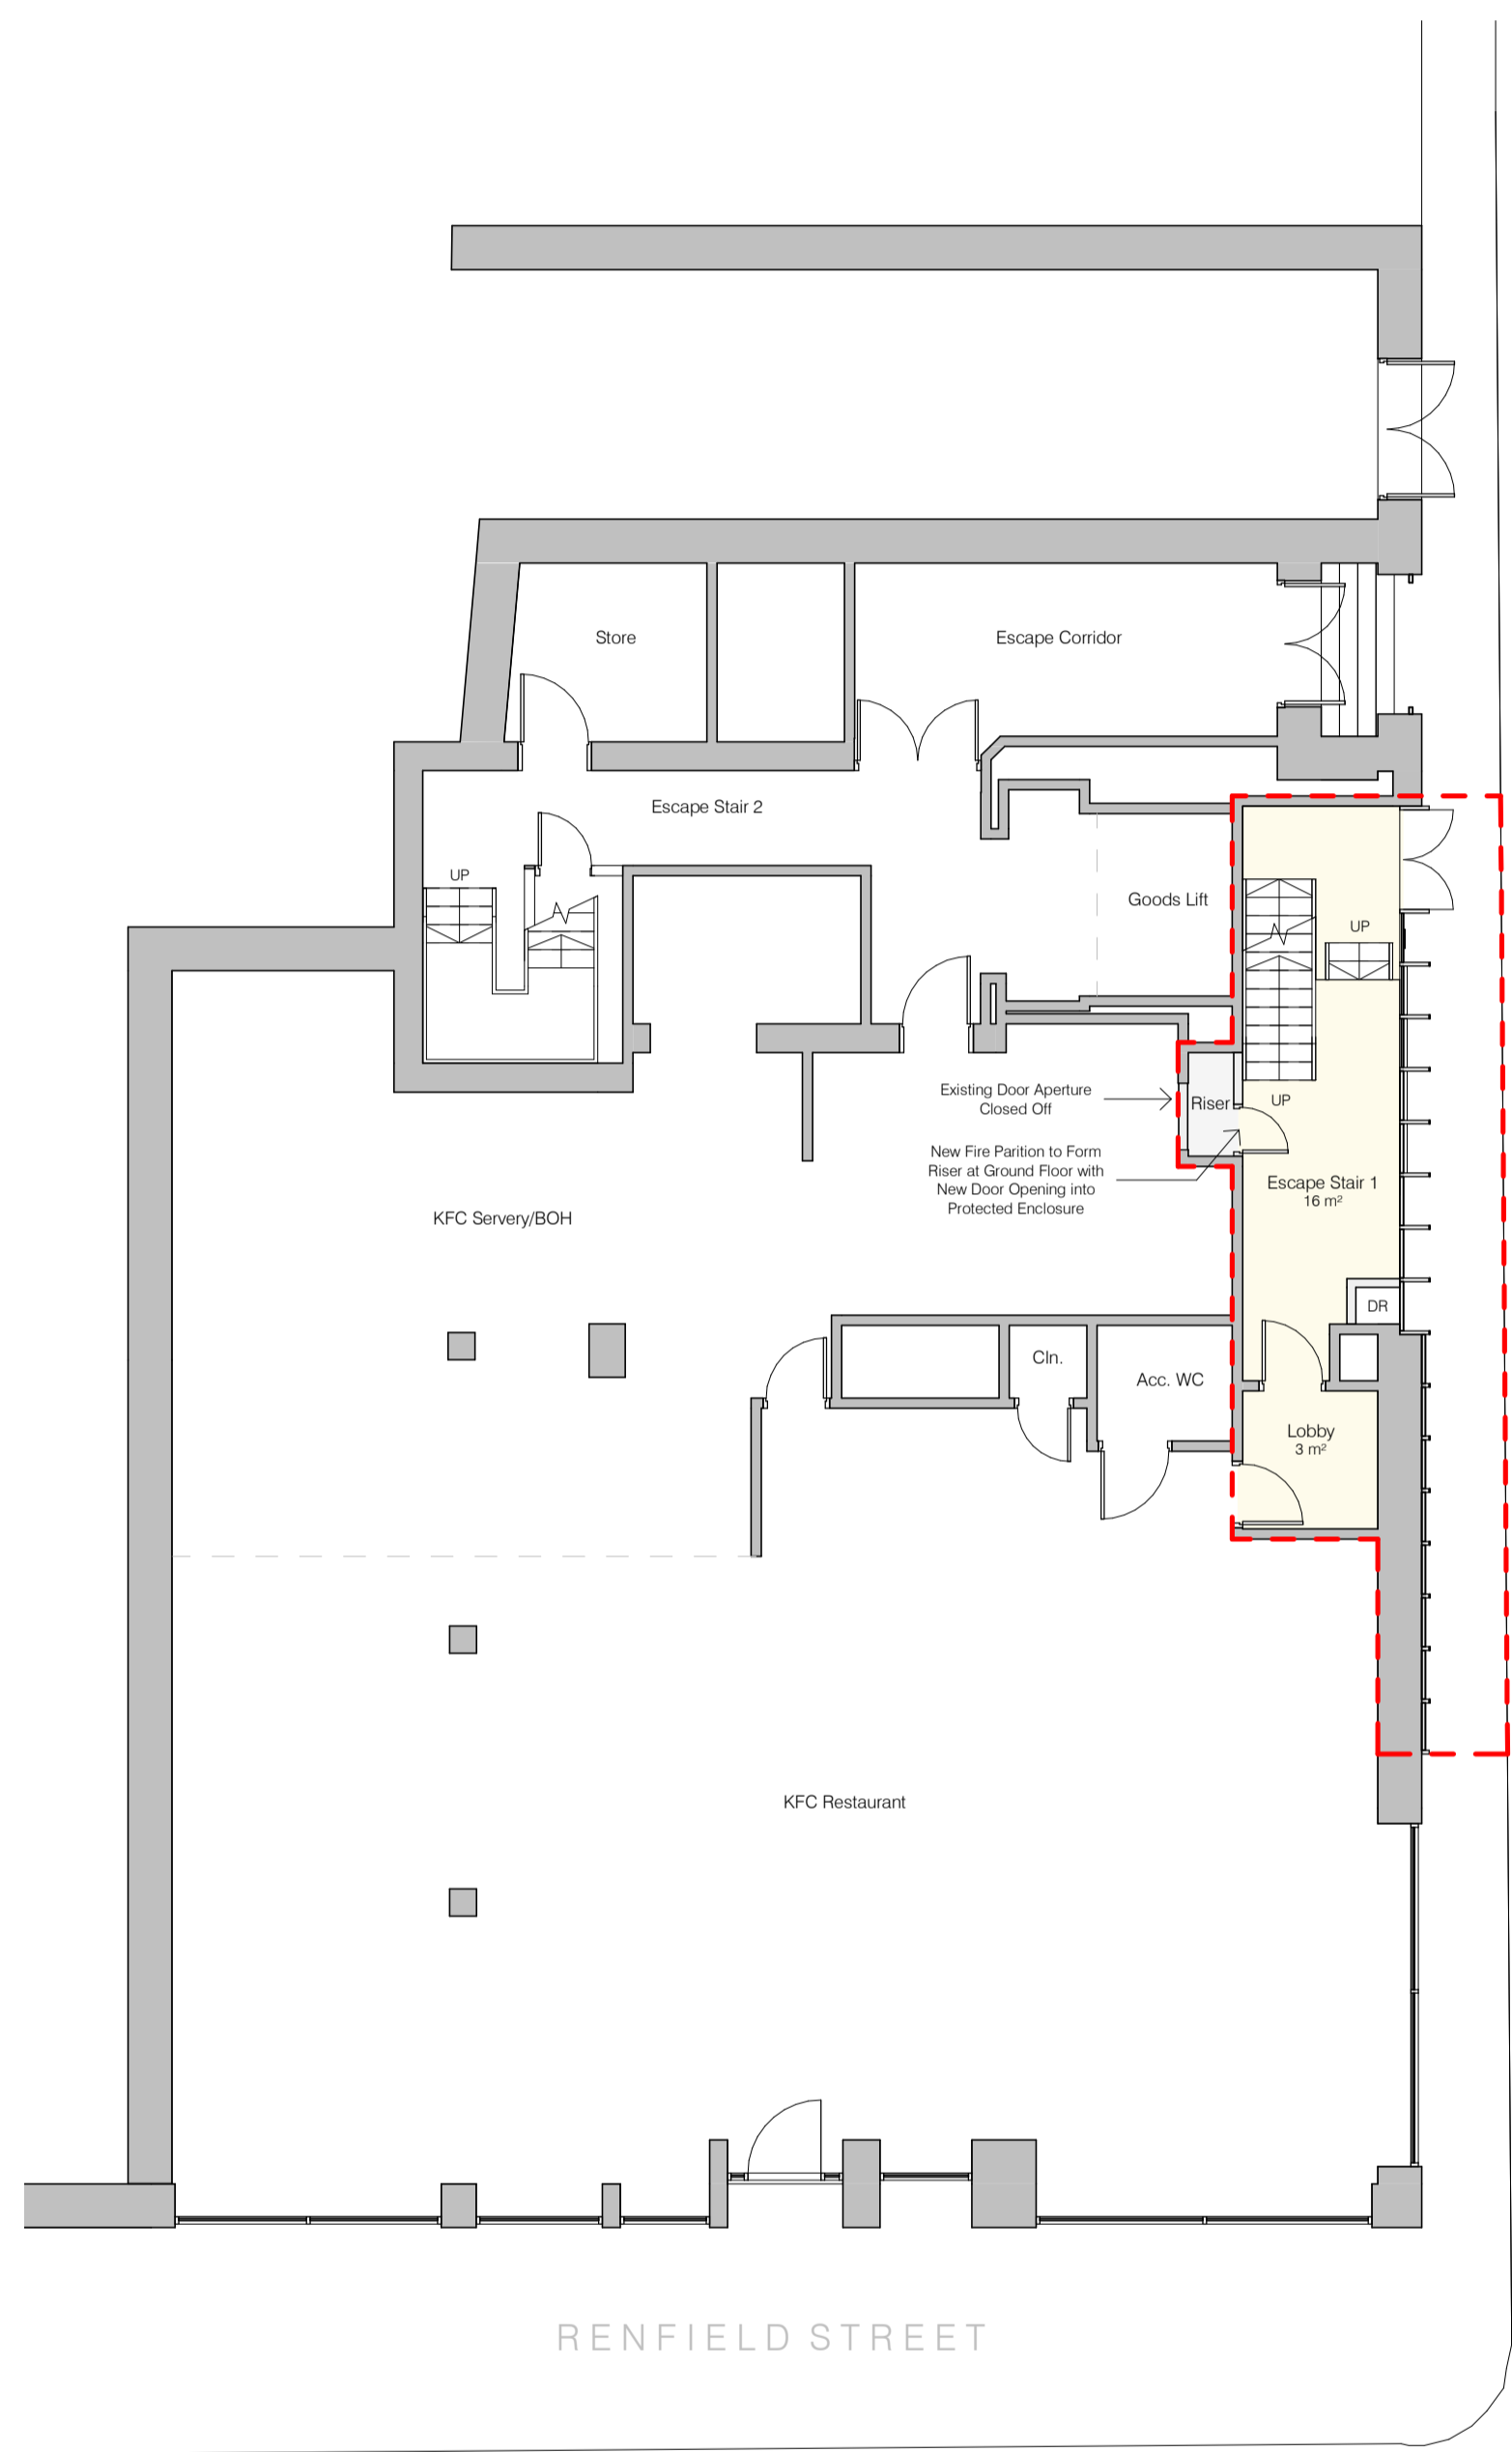 Store
Escape Corridor
Escape Stair 2
UP
Goods Lift
UP
Existing Door Aperture
Closed Off
Riser
UP
New Fire Parition to Form
Riser at Ground Floor with
New Door Opening into
Protected Enclosure
Escape Stair 1
16 m²
KFC Servery/BOH
DR
Cln.
Acc. WC
Lobby
3 m²
KFC Restaurant
RENFIELD STREET